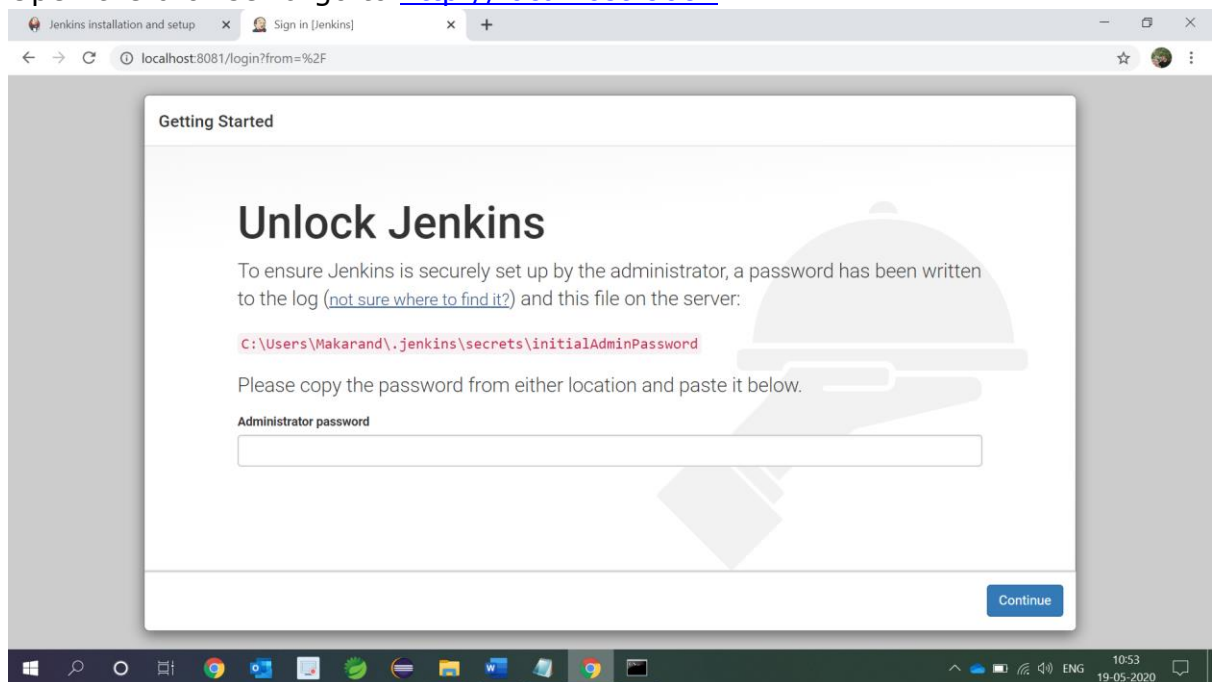 Jenkins installation and setup
Sign in [Jenkins]
localhost:8081/login?from=%2F
Getting Started
Unlock Jenkins
To ensure Jenkins is securely set up by the administrator, a password has been written
to the log (not sure where to find it?) and this file on the server:
C:\Users\Makarand\.jenkins\secrets\initialAdminPassword
Please copy the password from either location and paste it below.
Administrator password
Continue
ENG
10:53
19-05-2020